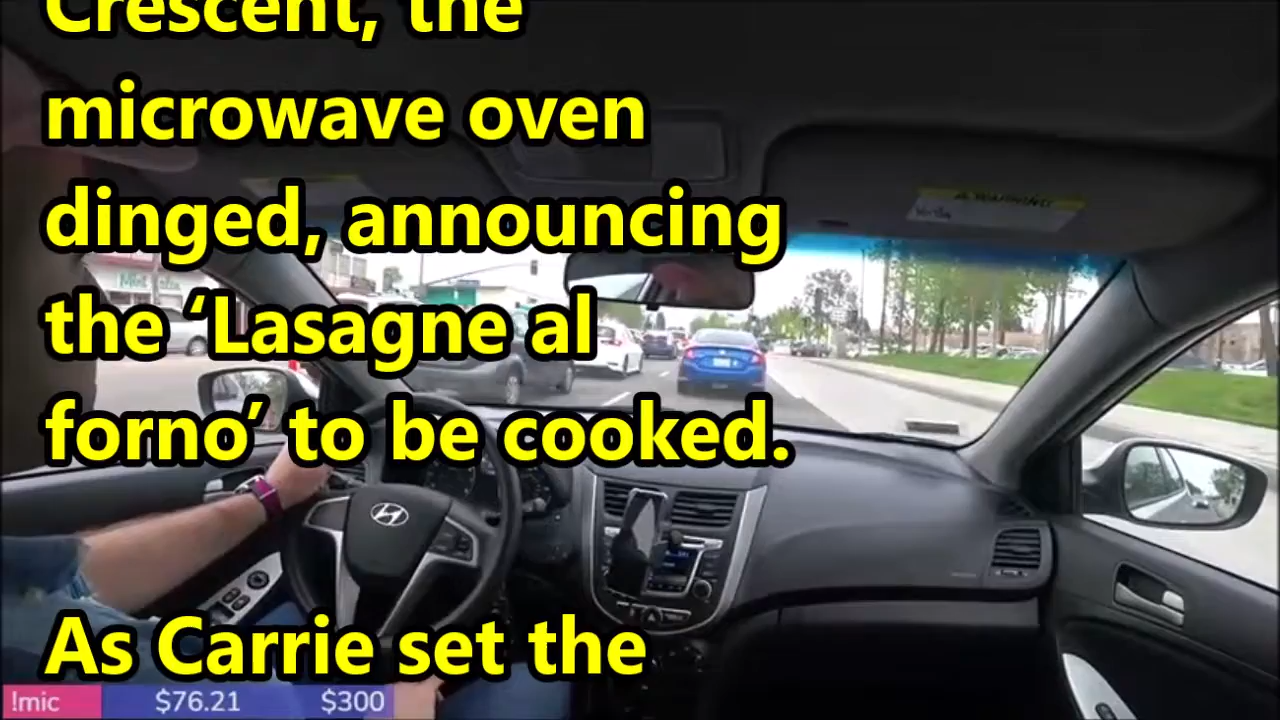 Crescent, the
microwave oven
dinged, announcing
the ‘Lasagne al
forno’ to be cooked.
As Carrie set the
!mic $76.21 $300
WARNING